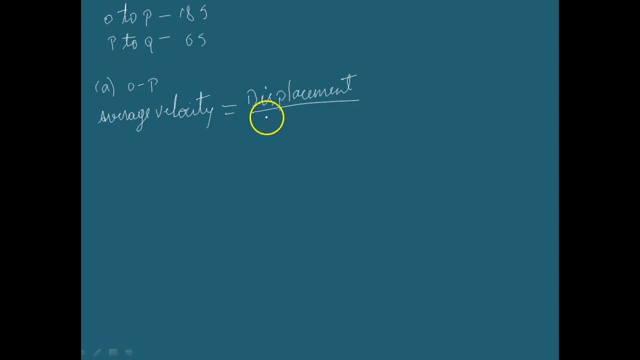 O to P - 18 s
P to Q - 6 s
(a) O-P
average velocity = Displacement